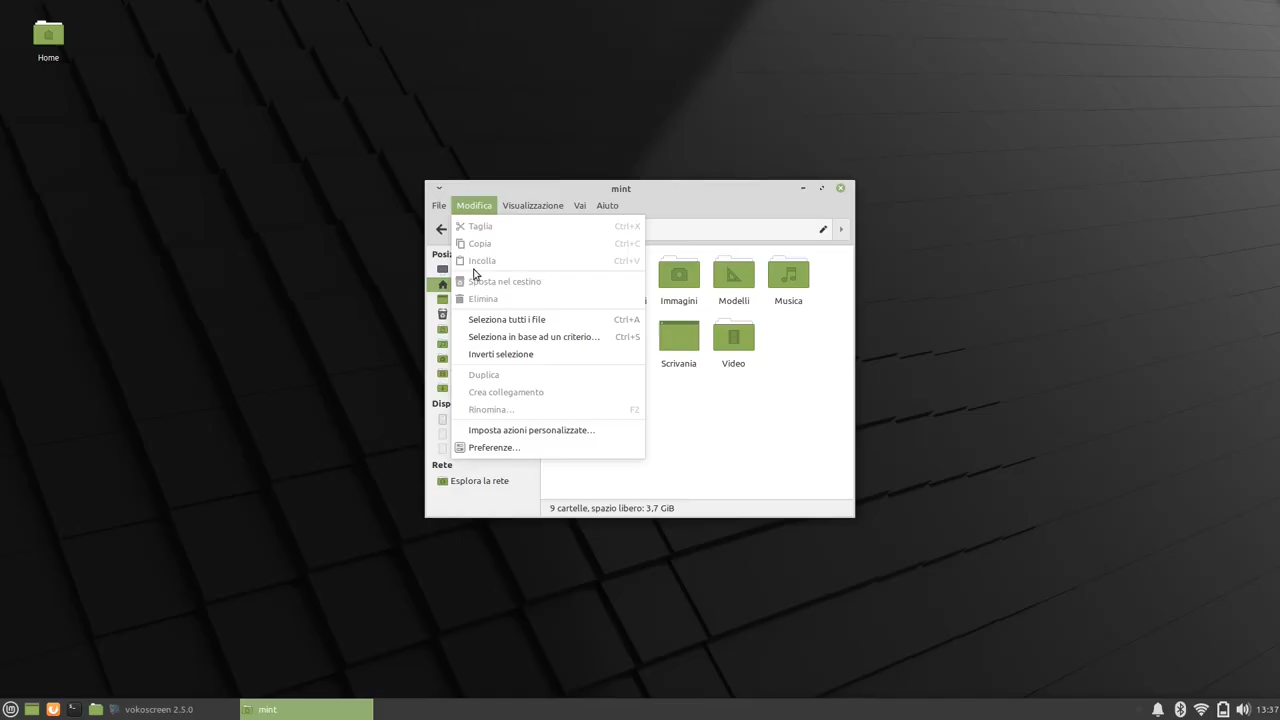 Home
mint
File Modifica Visualizzazione Vai Aiuto
Taglia Ctrl+X
Copia Ctrl+C
Incolla Ctrl+V
Sposta nel cestino
Elimina
Seleziona tutti i file Ctrl+A
Seleziona in base ad un criterio… Ctrl+S
Inverti selezione
Duplica
Crea collegamento
Rinomina… F2
Imposta azioni personalizzate…
Preferenze…
Posiz
Disp
Rete
Esplora la rete
Immagini Modelli Musica
Scrivania Video
9 cartelle, spazio libero: 3,7 GiB
vokoscreen 2.5.0 mint 13:37